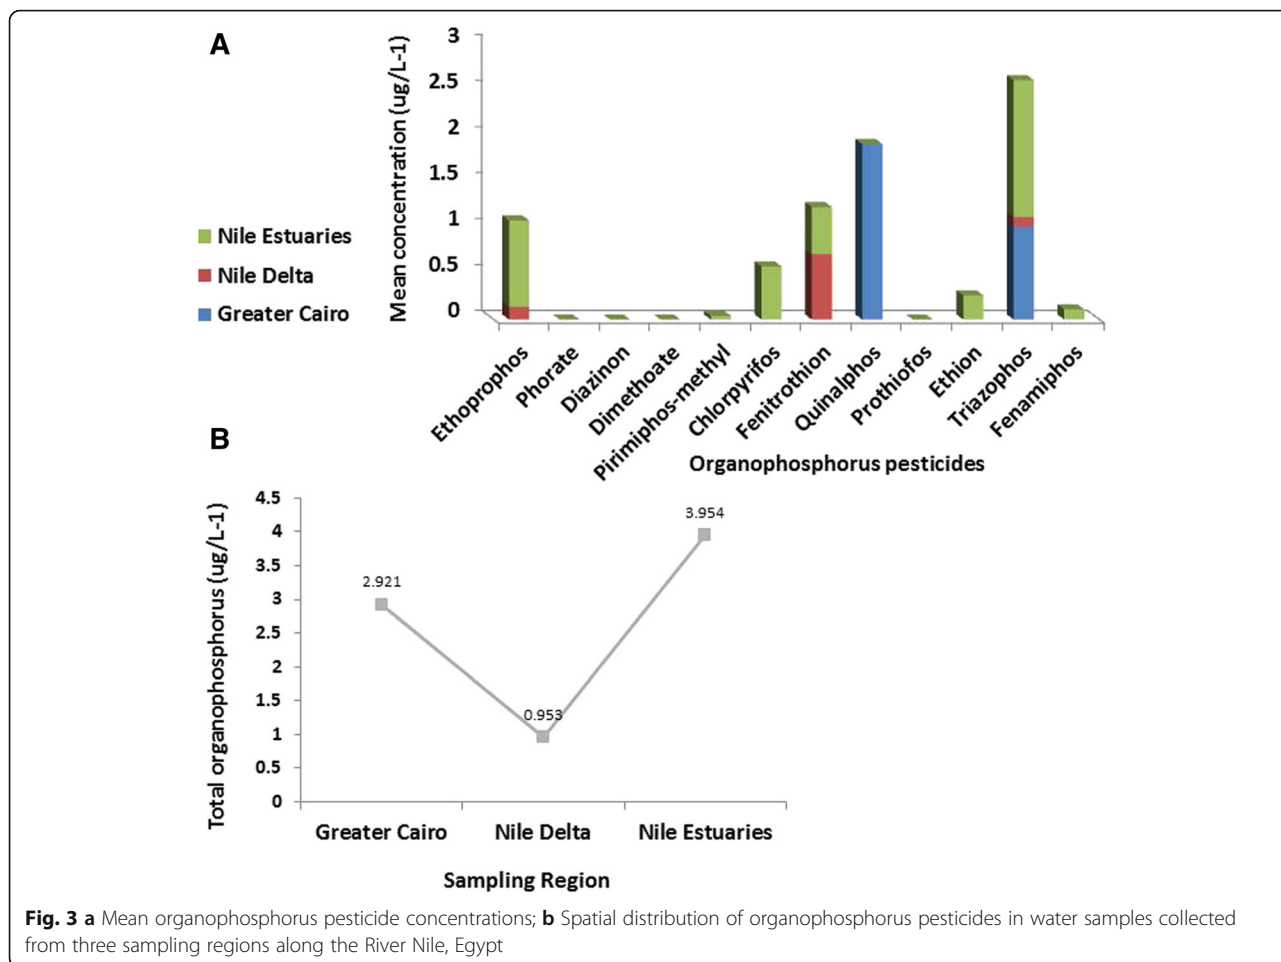 A
Mean concentration (ug/L-1)
3
2.5
2
1.5
1
0.5
0
Nile Estuaries
Nile Delta
Greater Cairo
Ethoprophos
Phorate
Diazinon
Dimethoate
Pirimiphos-methyl
Chlorpyrifos
Fenitrothion
Quinalphos
Prothiofos
Ethion
Triazophos
Fenamiphos
Organophosphorus pesticides
B
Total organophosphorus (ug/L-1)
4.5
4
3.5
3
2.5
2
1.5
1
0.5
0
2.921
0.953
3.954
Greater Cairo
Nile Delta
Nile Estuaries
Sampling Region
Fig. 3 a Mean organophosphorus pesticide concentrations; b Spatial distribution of organophosphorus pesticides in water samples collected
from three sampling regions along the River Nile, Egypt